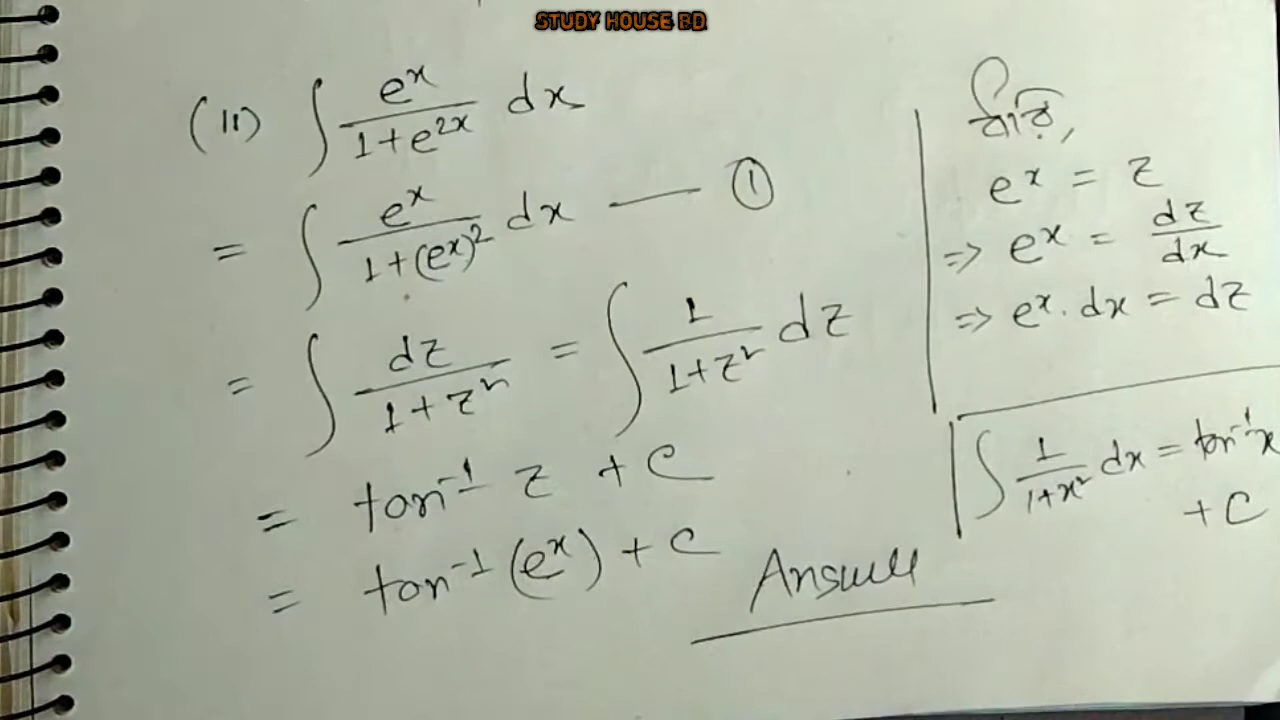 STUDY HOUSE BD
(II) ∫ eˣ/(1+e²ˣ) dx
= ∫ eˣ/(1+(eˣ)²) dx —— ①
= ∫ dz/(1+z²) = ∫ 1/(1+z²) dz
= tan⁻¹ z + C
= tan⁻¹ (eˣ) + C
Answer
ধরি,
eˣ = z
⇒ eˣ = dz/dx
⇒ eˣ. dx = dz
∫ 1/(1+x²) dx = tan⁻¹x
+ C